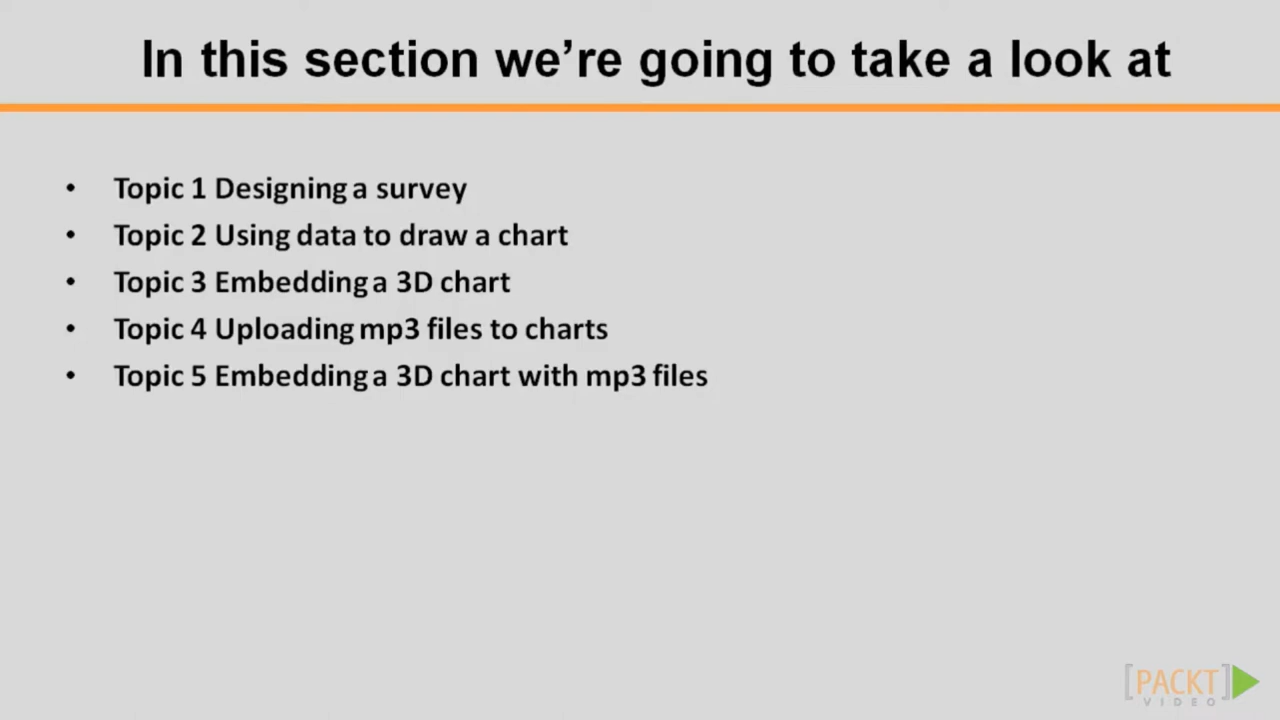 In this section we’re going to take a look at
• Topic 1 Designing a survey
• Topic 2 Using data to draw a chart
• Topic 3 Embedding a 3D chart
• Topic 4 Uploading mp3 files to charts
• Topic 5 Embedding a 3D chart with mp3 files
[PACKT]
VIDEO